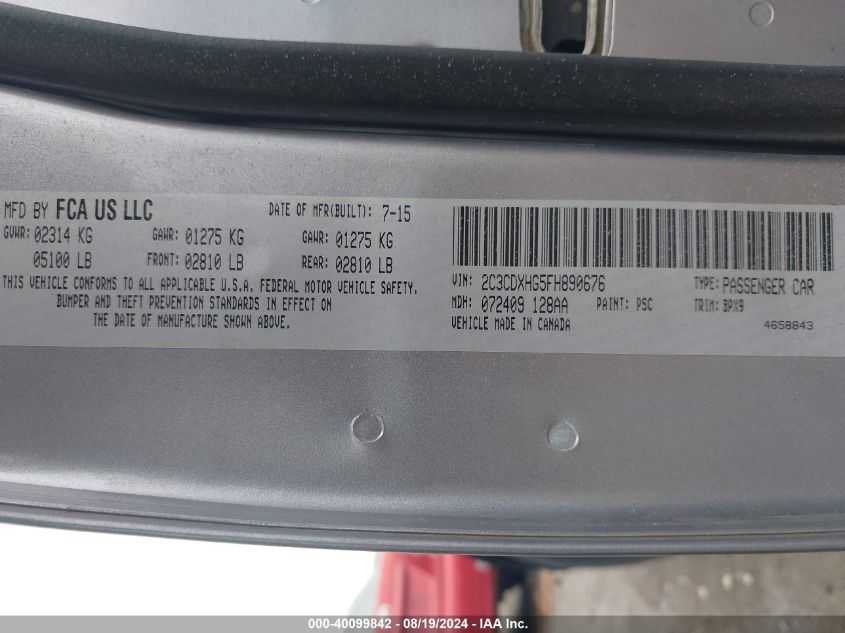 MFD BY FCA US LLC DATE OF MFR(BUILT): 7-15
GVWR: 02314 KG GAWR: 01275 KG GAWR: 01275 KG
05100 LB FRONT: 02810 LB REAR: 02810 LB
THIS VEHICLE CONFORMS TO ALL APPLICABLE U.S.A. FEDERAL MOTOR VEHICLE SAFETY,
BUMPER AND THEFT PREVENTION STANDARDS IN EFFECT ON
THE DATE OF MANUFACTURE SHOWN ABOVE.
VIN: 2C3CDXHG5FH890676 TYPE: PASSENGER CAR
MDH: 072409 128AA PAINT: PSC TRIM: BPX9
VEHICLE MADE IN CANADA 4658843
000-40099842 - 08/19/2024 - IAAI.COM